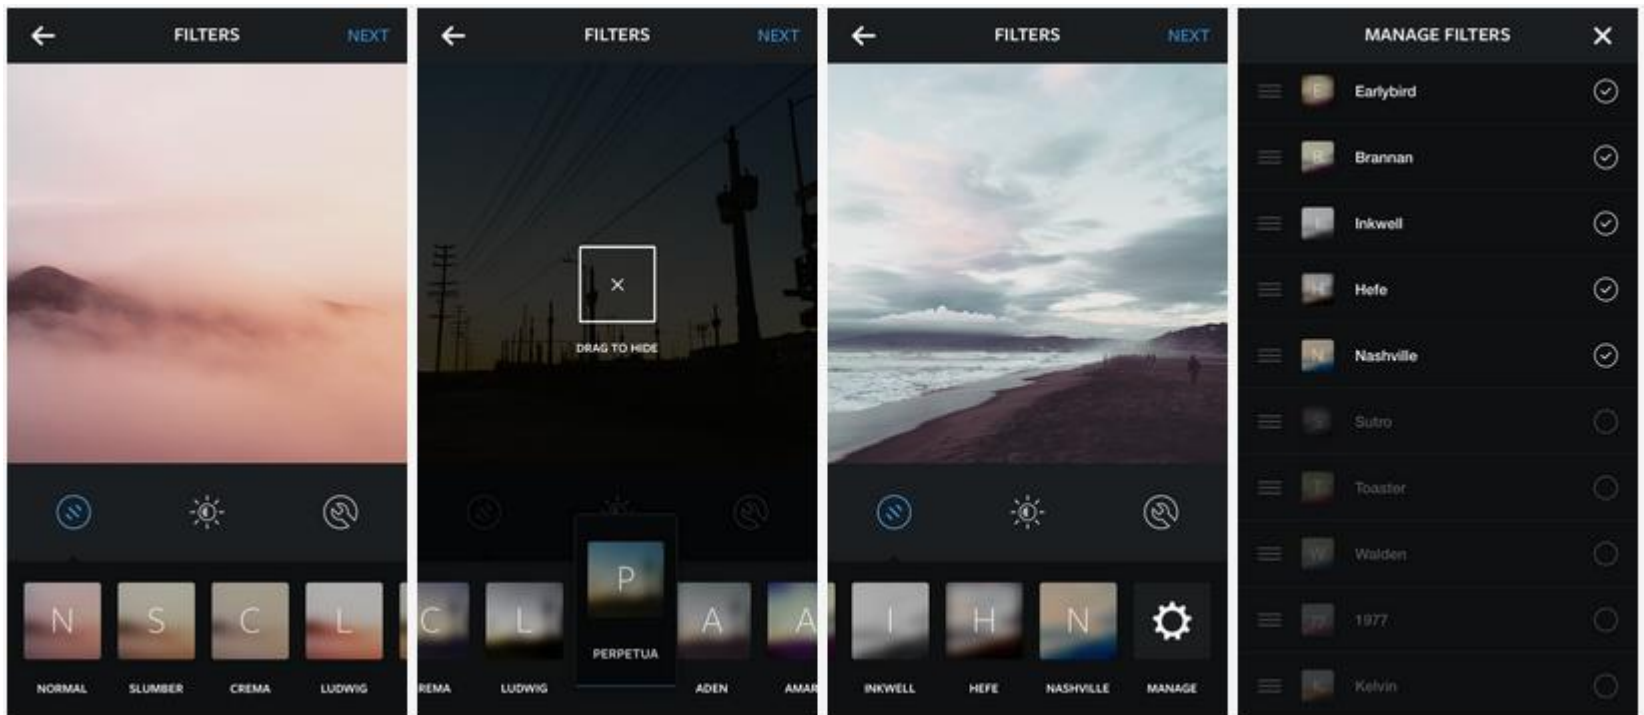 FILTERS NEXT
N S C L
NORMAL SLUMBER CREMA LUDWIG
FILTERS NEXT
DRAG TO HIDE
C L P A A
PERPETUA
REMA LUDWIG ADEN AMAR
FILTERS NEXT
I H N
INKWELL HEFE NASHVILLE MANAGE
MANAGE FILTERS
E Earlybird
B Brannan
I Inkwell
H Hefe
N Nashville
S Sutro
T Toaster
W Walden
77 1977
K Kelvin